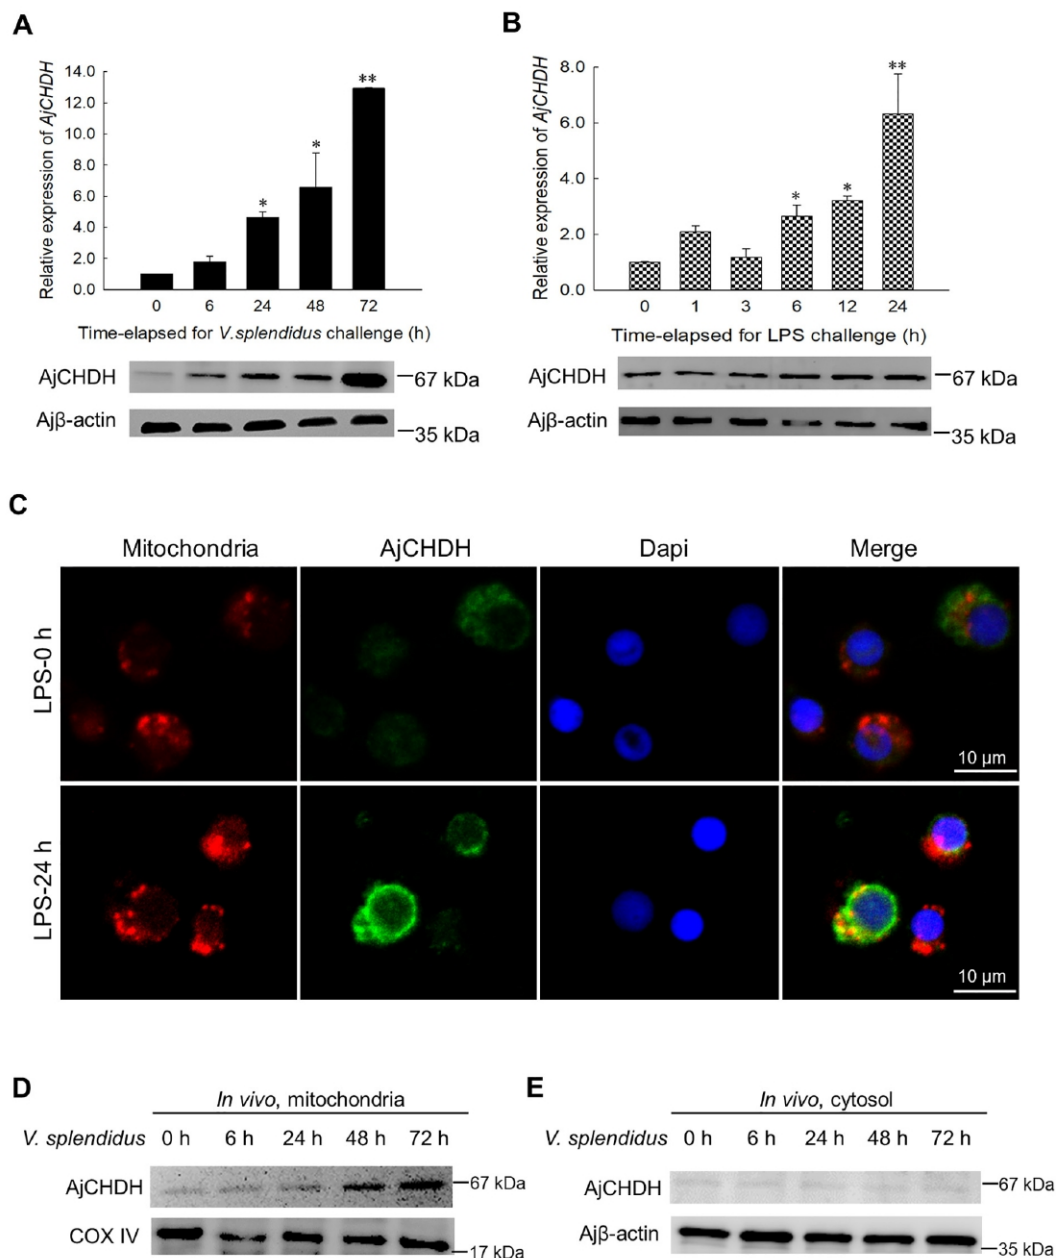 A
Relative expression of AjCHDH
14.0
12.0
10.0
8.0
6.0
4.0
2.0
0.0
*
*
**
0 6 24 48 72
Time-elapsed for V.splendidus challenge (h)
AjCHDH 67 kDa
Ajβ-actin 35 kDa
B
Relative expression of AjCHDH
8.0
6.0
4.0
2.0
0.0
*
*
**
0 1 3 6 12 24
Time-elapsed for LPS challenge (h)
AjCHDH 67 kDa
Ajβ-actin 35 kDa
C
Mitochondria AjCHDH Dapi Merge
LPS-0 h
10 μm
LPS-24 h
10 μm
D
In vivo, mitochondria
V. splendidus 0 h 6 h 24 h 48 h 72 h
AjCHDH 67 kDa
COX IV 17 kDa
E
In vivo, cytosol
V. splendidus 0 h 6 h 24 h 48 h 72 h
AjCHDH 67 kDa
Ajβ-actin 35 kDa